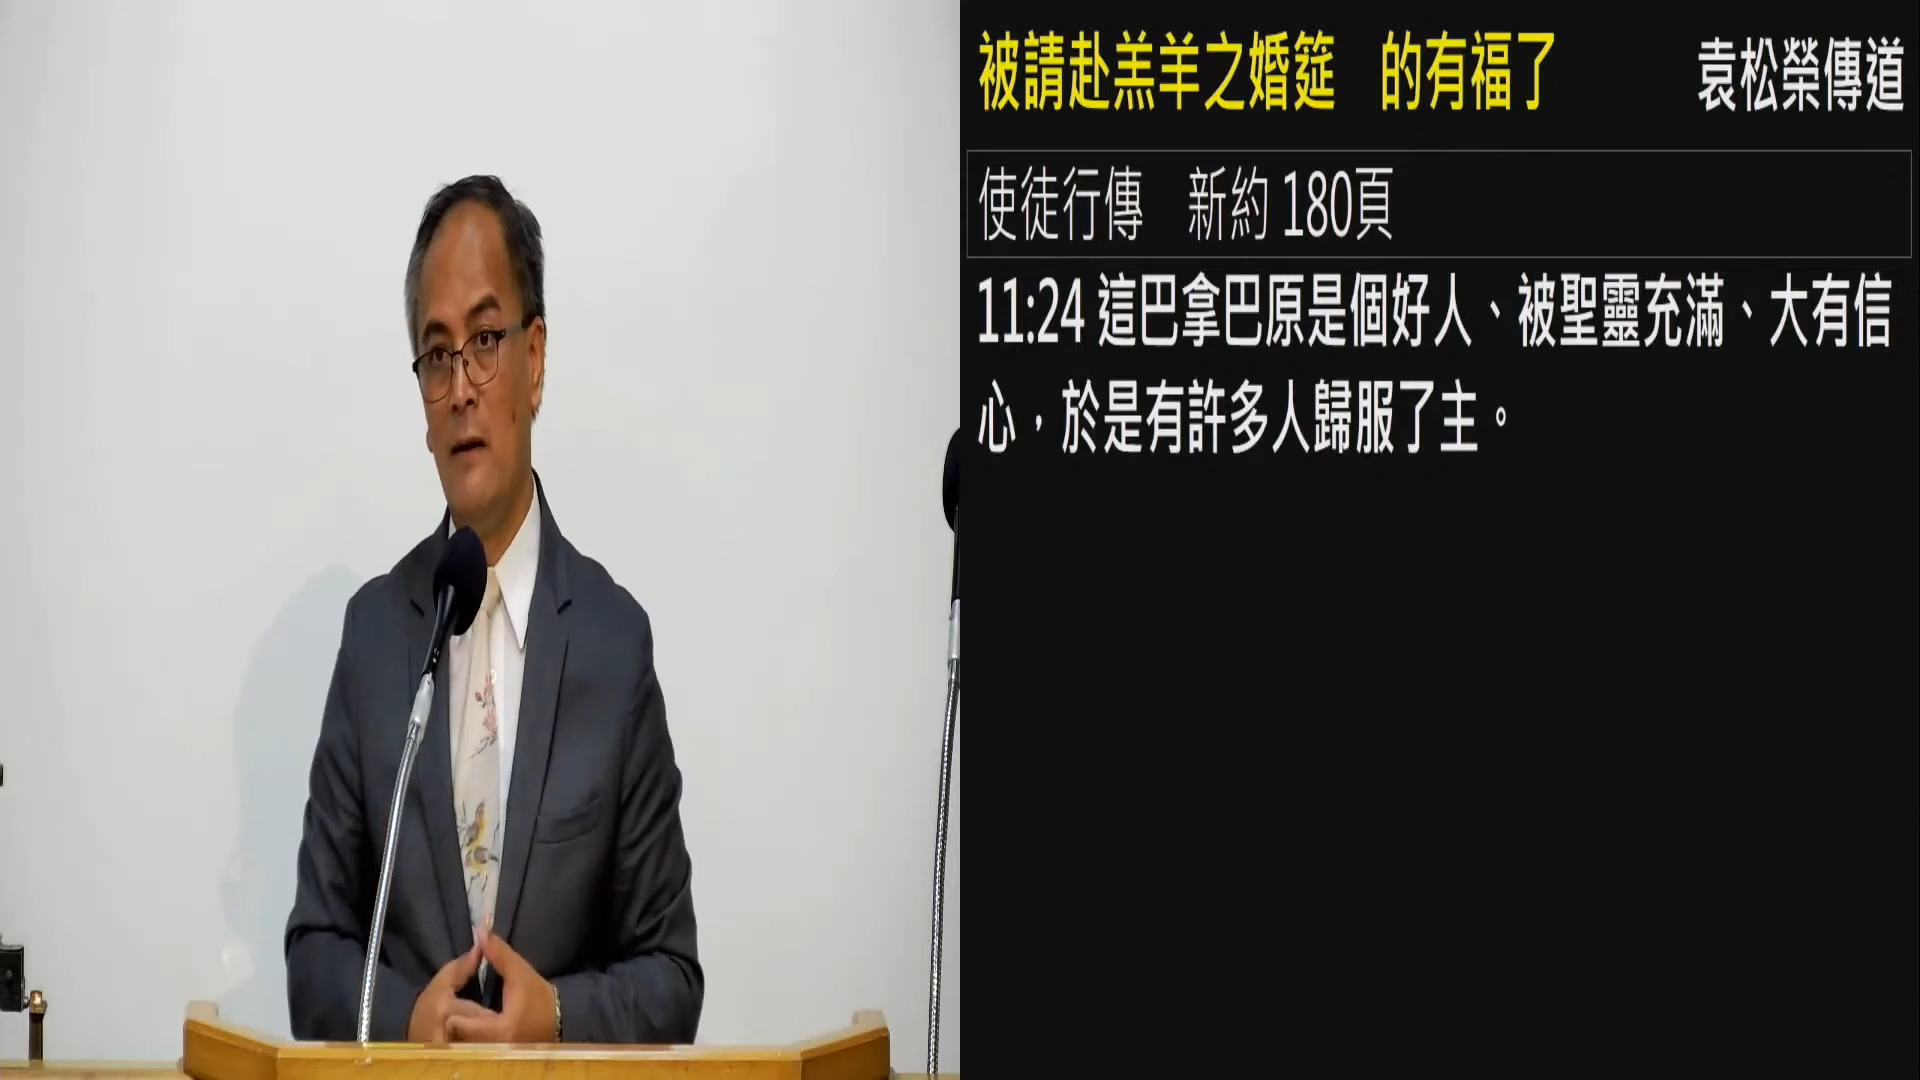 被請赴羔羊之婚筵　的有福了　袁松榮傳道
使徒行傳　新約 180頁
11:24 這巴拿巴原是個好人、被聖靈充滿、大有信
心，於是有許多人歸服了主。